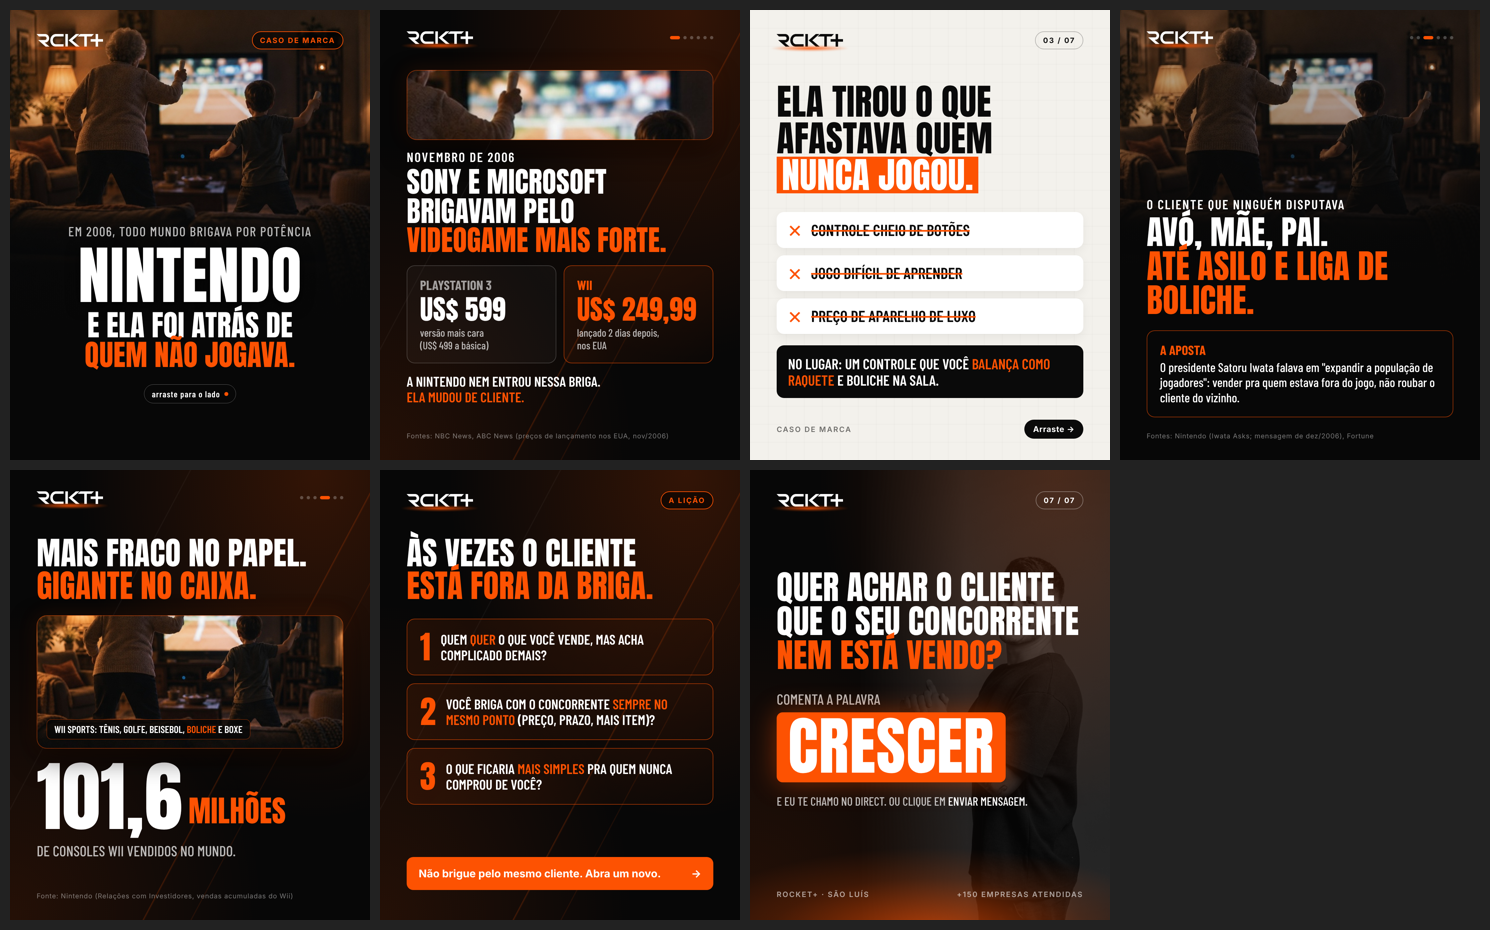 RCKT+
CASO DE MARCA
EM 2006, TODO MUNDO BRIGAVA POR POTÊNCIA
NINTENDO
E ELA FOI ATRÁS DE
QUEM NÃO JOGAVA.
arraste para o lado
RCKT+
NOVEMBRO DE 2006
SONY E MICROSOFT
BRIGAVAM PELO
VIDEOGAME MAIS FORTE.
PLAYSTATION 3
US$ 599
versão mais cara
(US$ 499 a básica)
WII
US$ 249,99
lançado 2 dias depois,
nos EUA
A NINTENDO NEM ENTROU NESSA BRIGA.
ELA MUDOU DE CLIENTE.
Fontes: NBC News, ABC News (preços de lançamento nos EUA, nov/2006)
RCKT+
03 / 07
ELA TIROU O QUE
AFASTAVA QUEM
NUNCA JOGOU.
CONTROLE CHEIO DE BOTÕES
JOGO DIFÍCIL DE APRENDER
PREÇO DE APARELHO DE LUXO
NO LUGAR: UM CONTROLE QUE VOCÊ BALANÇA COMO
RAQUETE E BOLICHE NA SALA.
CASO DE MARCA
Arraste →
RCKT+
O CLIENTE QUE NINGUÉM DISPUTAVA
AVÓ, MÃE, PAI.
ATÉ ASILO E LIGA DE
BOLICHE.
A APOSTA
O presidente Satoru Iwata falava em "expandir a população de
jogadores": vender pra quem estava fora do jogo, não roubar o
cliente do vizinho.
Fontes: Nintendo (Iwata Asks; mensagem de dez/2006), Fortune
RCKT+
MAIS FRACO NO PAPEL.
GIGANTE NO CAIXA.
WII SPORTS: TÊNIS, GOLFE, BEISEBOL, BOLICHE E BOXE
101,6 MILHÕES
DE CONSOLES WII VENDIDOS NO MUNDO.
Fonte: Nintendo (Relações com Investidores, vendas acumuladas do Wii)
RCKT+
A LIÇÃO
ÀS VEZES O CLIENTE
ESTÁ FORA DA BRIGA.
1 QUEM QUER O QUE VOCÊ VENDE, MAS ACHA
COMPLICADO DEMAIS?
2 VOCÊ BRIGA COM O CONCORRENTE SEMPRE NO
MESMO PONTO (PREÇO, PRAZO, MAIS ITEM)?
3 O QUE FICARIA MAIS SIMPLES PRA QUEM NUNCA
COMPROU DE VOCÊ?
Não brigue pelo mesmo cliente. Abra um novo. →
RCKT+
07 / 07
QUER ACHAR O CLIENTE
QUE O SEU CONCORRENTE
NEM ESTÁ VENDO?
COMENTA A PALAVRA
CRESCER
E EU TE CHAMO NO DIRECT. OU CLIQUE EM ENVIAR MENSAGEM.
ROCKET+ · SÃO LUÍS
+150 EMPRESAS ATENDIDAS